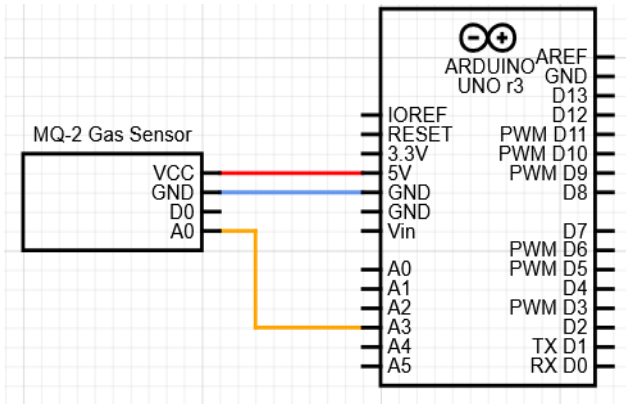 MQ-2 Gas Sensor
VCC
GND
D0
A0
ARDUINO
UNO r3
IOREF
RESET
3.3V
5V
GND
GND
Vin
A0
A1
A2
A3
A4
A5
AREF
GND
D13
D12
PWM D11
PWM D10
PWM D9
D8
D7
PWM D6
PWM D5
D4
PWM D3
D2
TX D1
RX D0